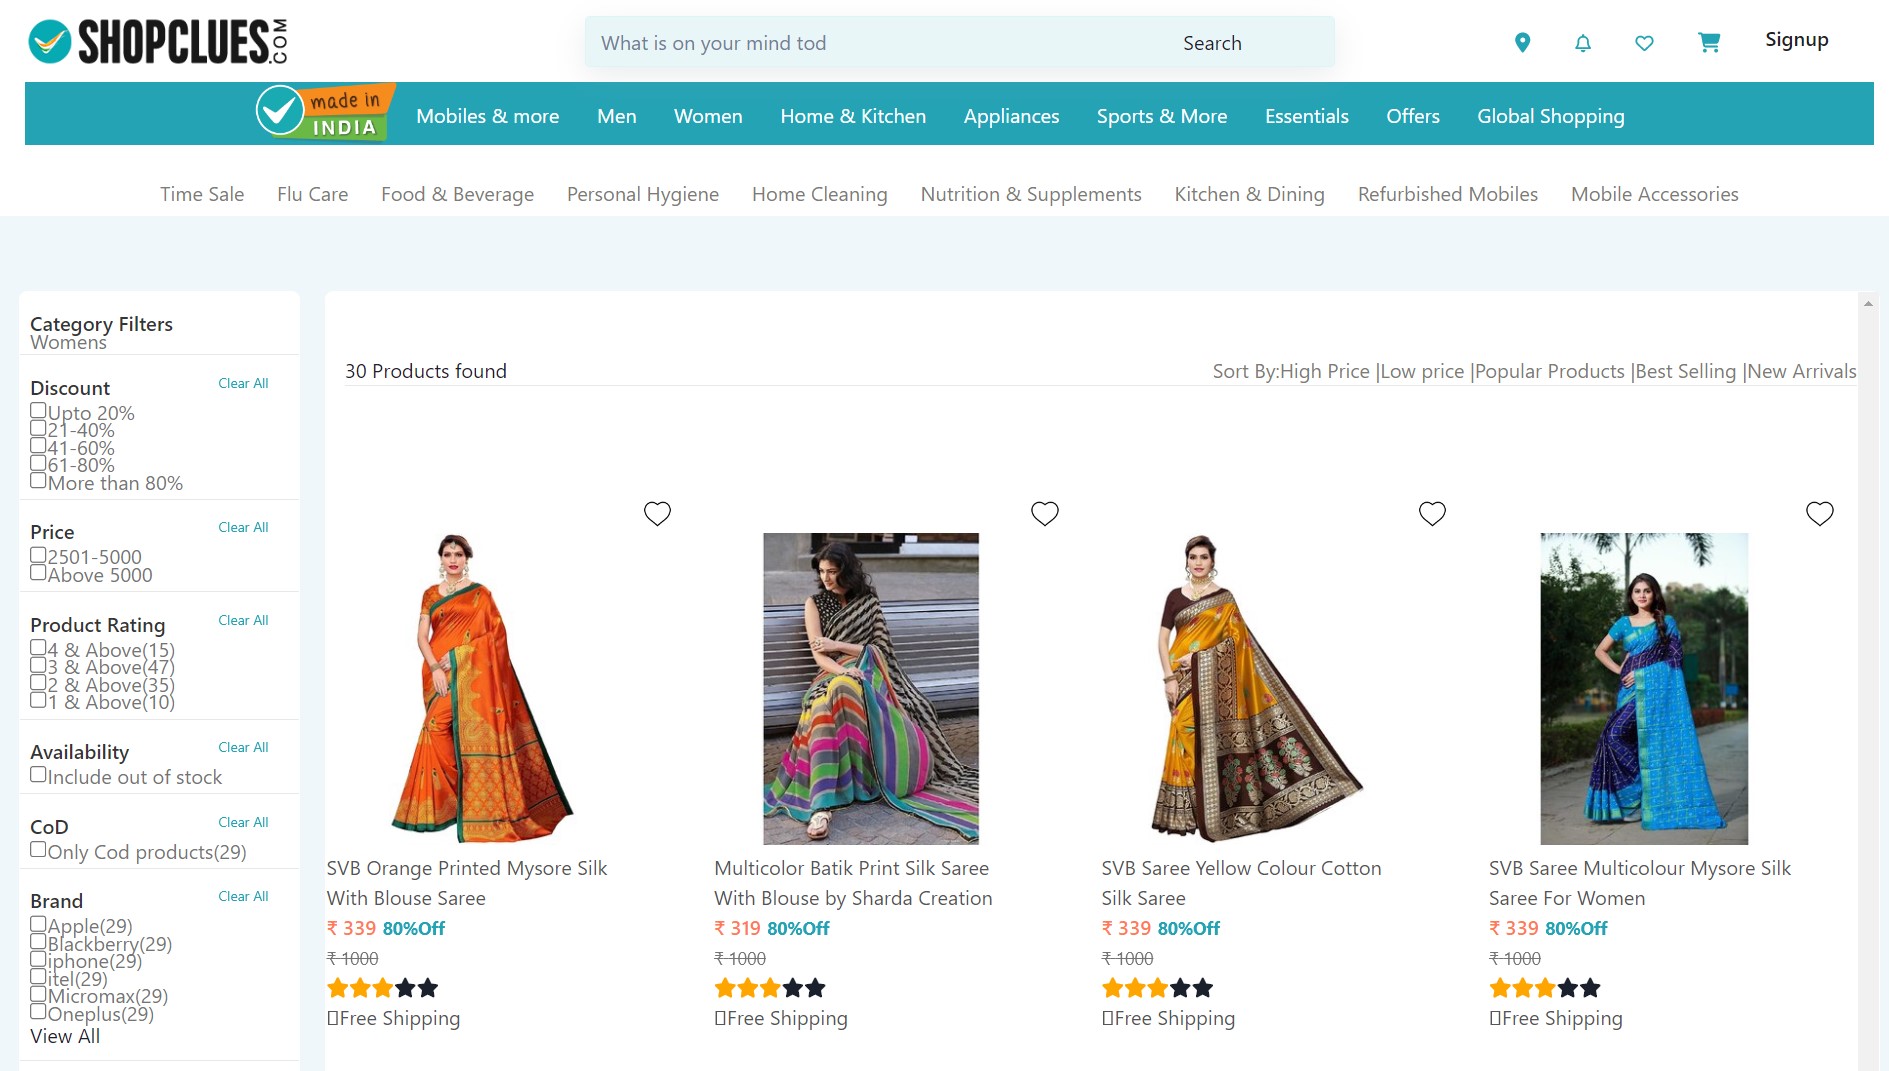 SHOPCLUES.COM
What is on your mind tod
Search
Signup
made in
INDIA
Mobiles & more Men Women Home & Kitchen Appliances Sports & More Essentials Offers Global Shopping
Time Sale Flu Care Food & Beverage Personal Hygiene Home Cleaning Nutrition & Supplements Kitchen & Dining Refurbished Mobiles Mobile Accessories
Category Filters
Womens
Discount Clear All
Upto 20%
21-40%
41-60%
61-80%
More than 80%
Price Clear All
2501-5000
Above 5000
Product Rating Clear All
4 & Above(15)
3 & Above(47)
2 & Above(35)
1 & Above(10)
Availability Clear All
Include out of stock
CoD Clear All
Only Cod products(29)
Brand Clear All
Apple(29)
Blackberry(29)
iphone(29)
itel(29)
Micromax(29)
Oneplus(29)
View All
30 Products found
Sort By:High Price |Low price |Popular Products |Best Selling |New Arrivals
SVB Orange Printed Mysore Silk
With Blouse Saree
₹ 339 80%Off
₹ 1000
Free Shipping
Multicolor Batik Print Silk Saree
With Blouse by Sharda Creation
₹ 319 80%Off
₹ 1000
Free Shipping
SVB Saree Yellow Colour Cotton
Silk Saree
₹ 339 80%Off
₹ 1000
Free Shipping
SVB Saree Multicolour Mysore Silk
Saree For Women
₹ 339 80%Off
₹ 1000
Free Shipping